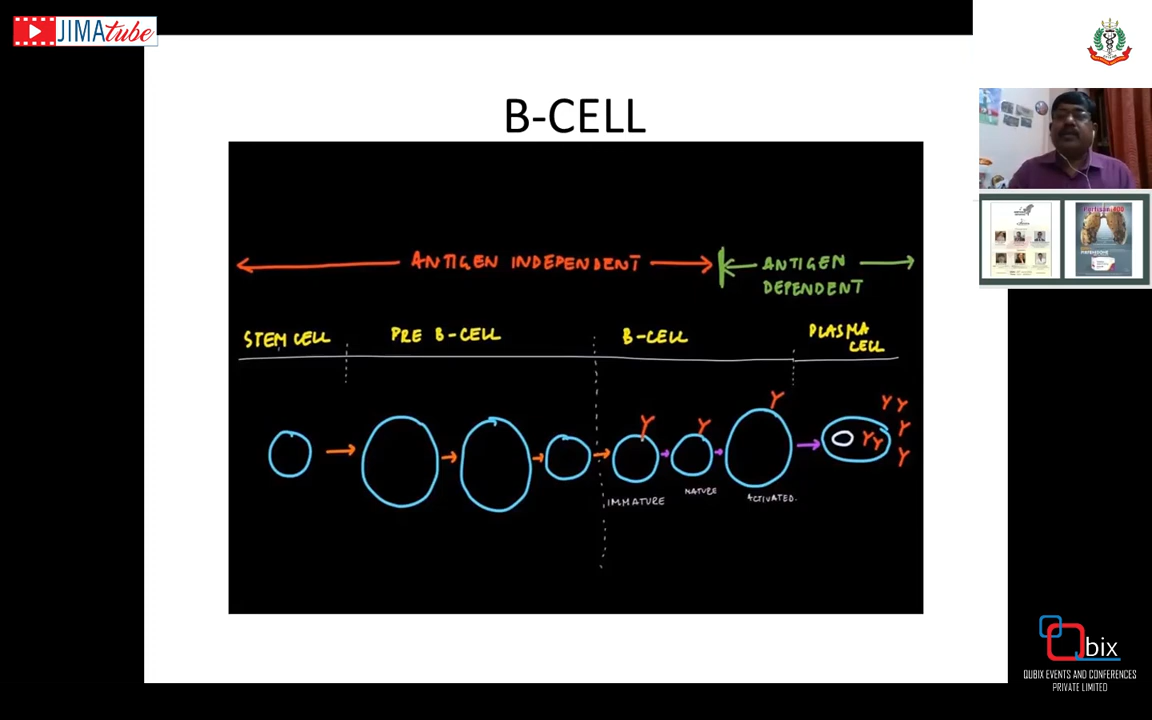 JIMAtube
B-CELL
ANTIGEN INDEPENDENT
ANTIGEN
DEPENDENT
STEM CELL
PRE B-CELL
B-CELL
PLASMA
CELL
Y Y Y Y Y Y Y Y Y
IMMATURE
MATURE
ACTIVATED.
Qbix
QUBIX EVENTS AND CONFERENCES
PRIVATE LIMITED